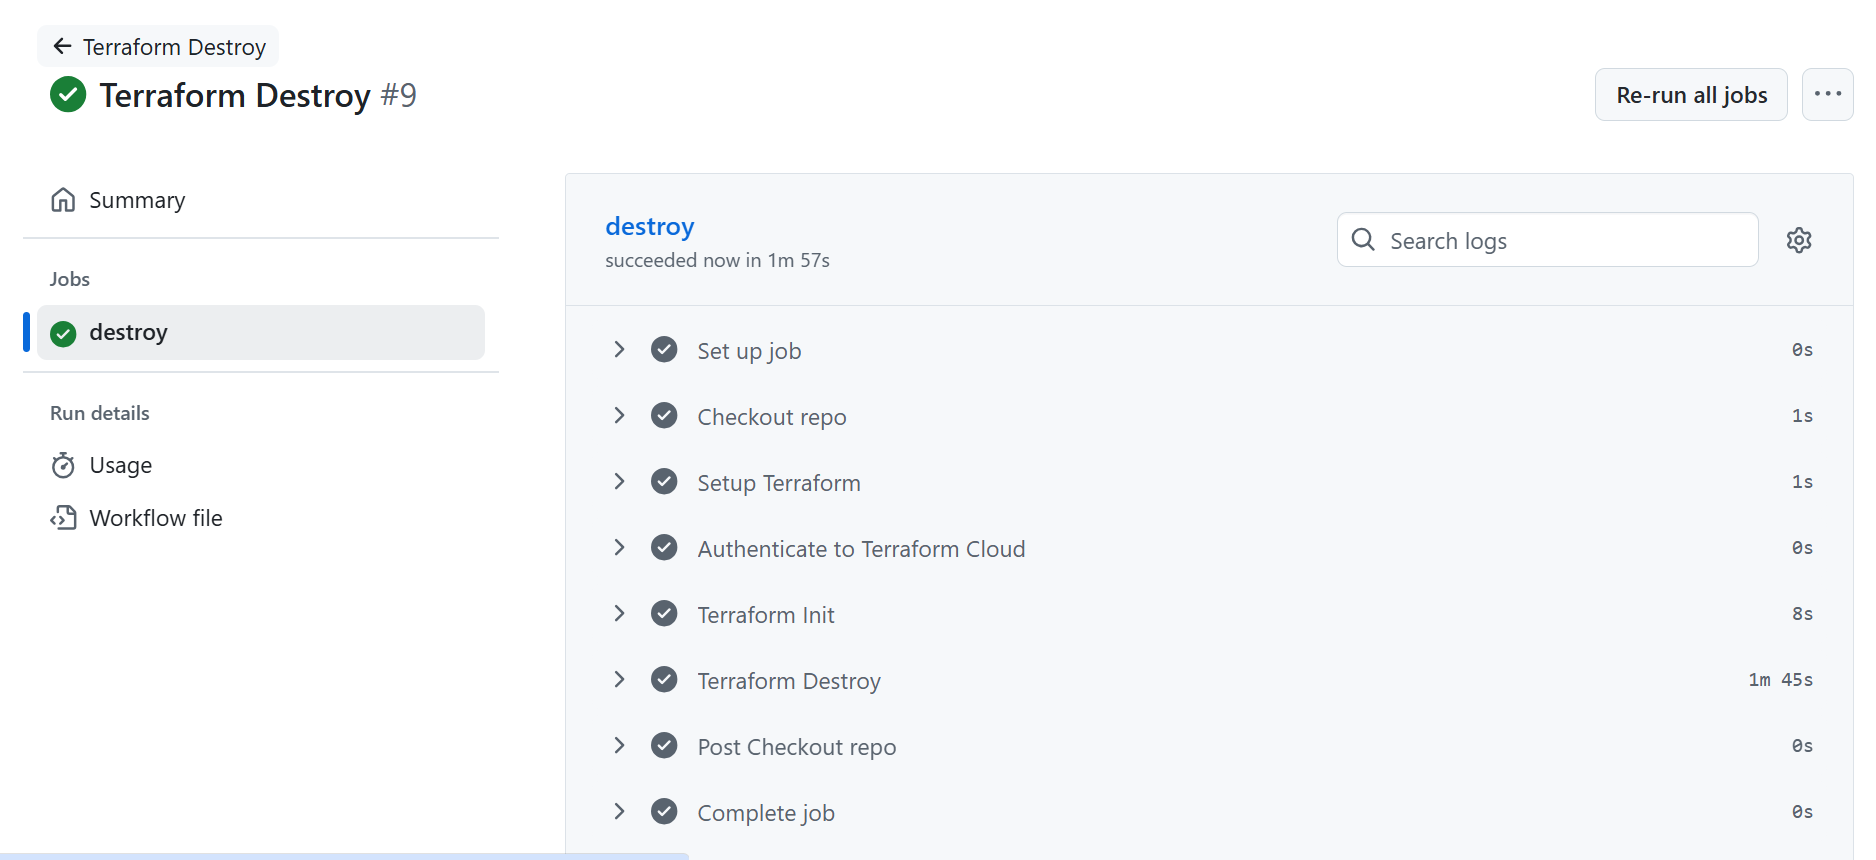 Terraform Destroy
Terraform Destroy #9
Re-run all jobs
Summary
Jobs
destroy
Run details
Usage
Workflow file
destroy
succeeded now in 1m 57s
Search logs
Set up job 0s
Checkout repo 1s
Setup Terraform 1s
Authenticate to Terraform Cloud 0s
Terraform Init 8s
Terraform Destroy 1m 45s
Post Checkout repo 0s
Complete job 0s